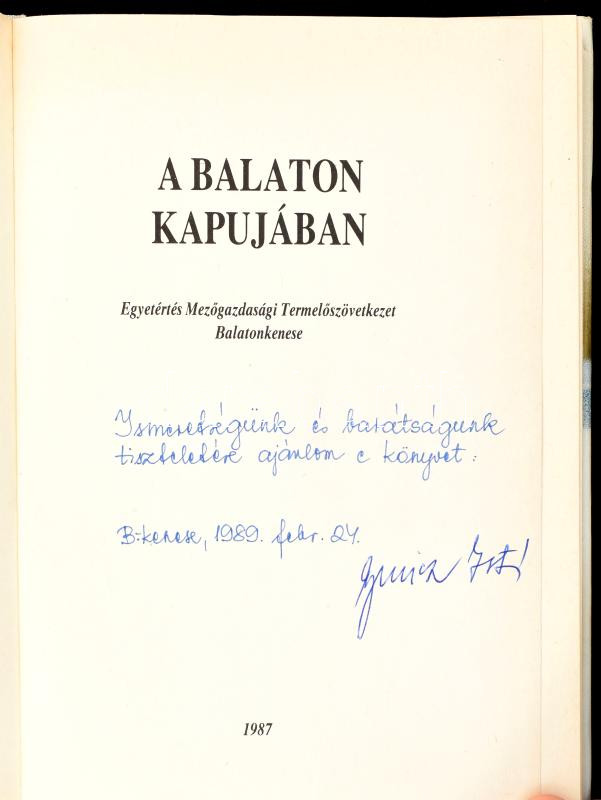 A BALATON
KAPUJÁBAN
Egyetértés Mezőgazdasági Termelőszövetkezet
Balatonkenese
Ismeretségünk és barátságunk
tiszteletére ajánlom e könyvet:
B-kenese, 1989. febr. 24.
1987